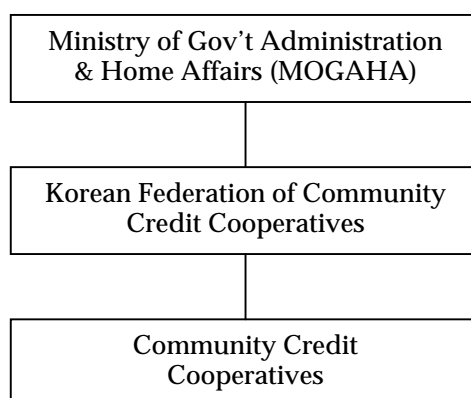 Ministry of Gov't Administration
& Home Affairs (MOGAHA)
Korean Federation of Community
Credit Cooperatives
Community Credit
Cooperatives